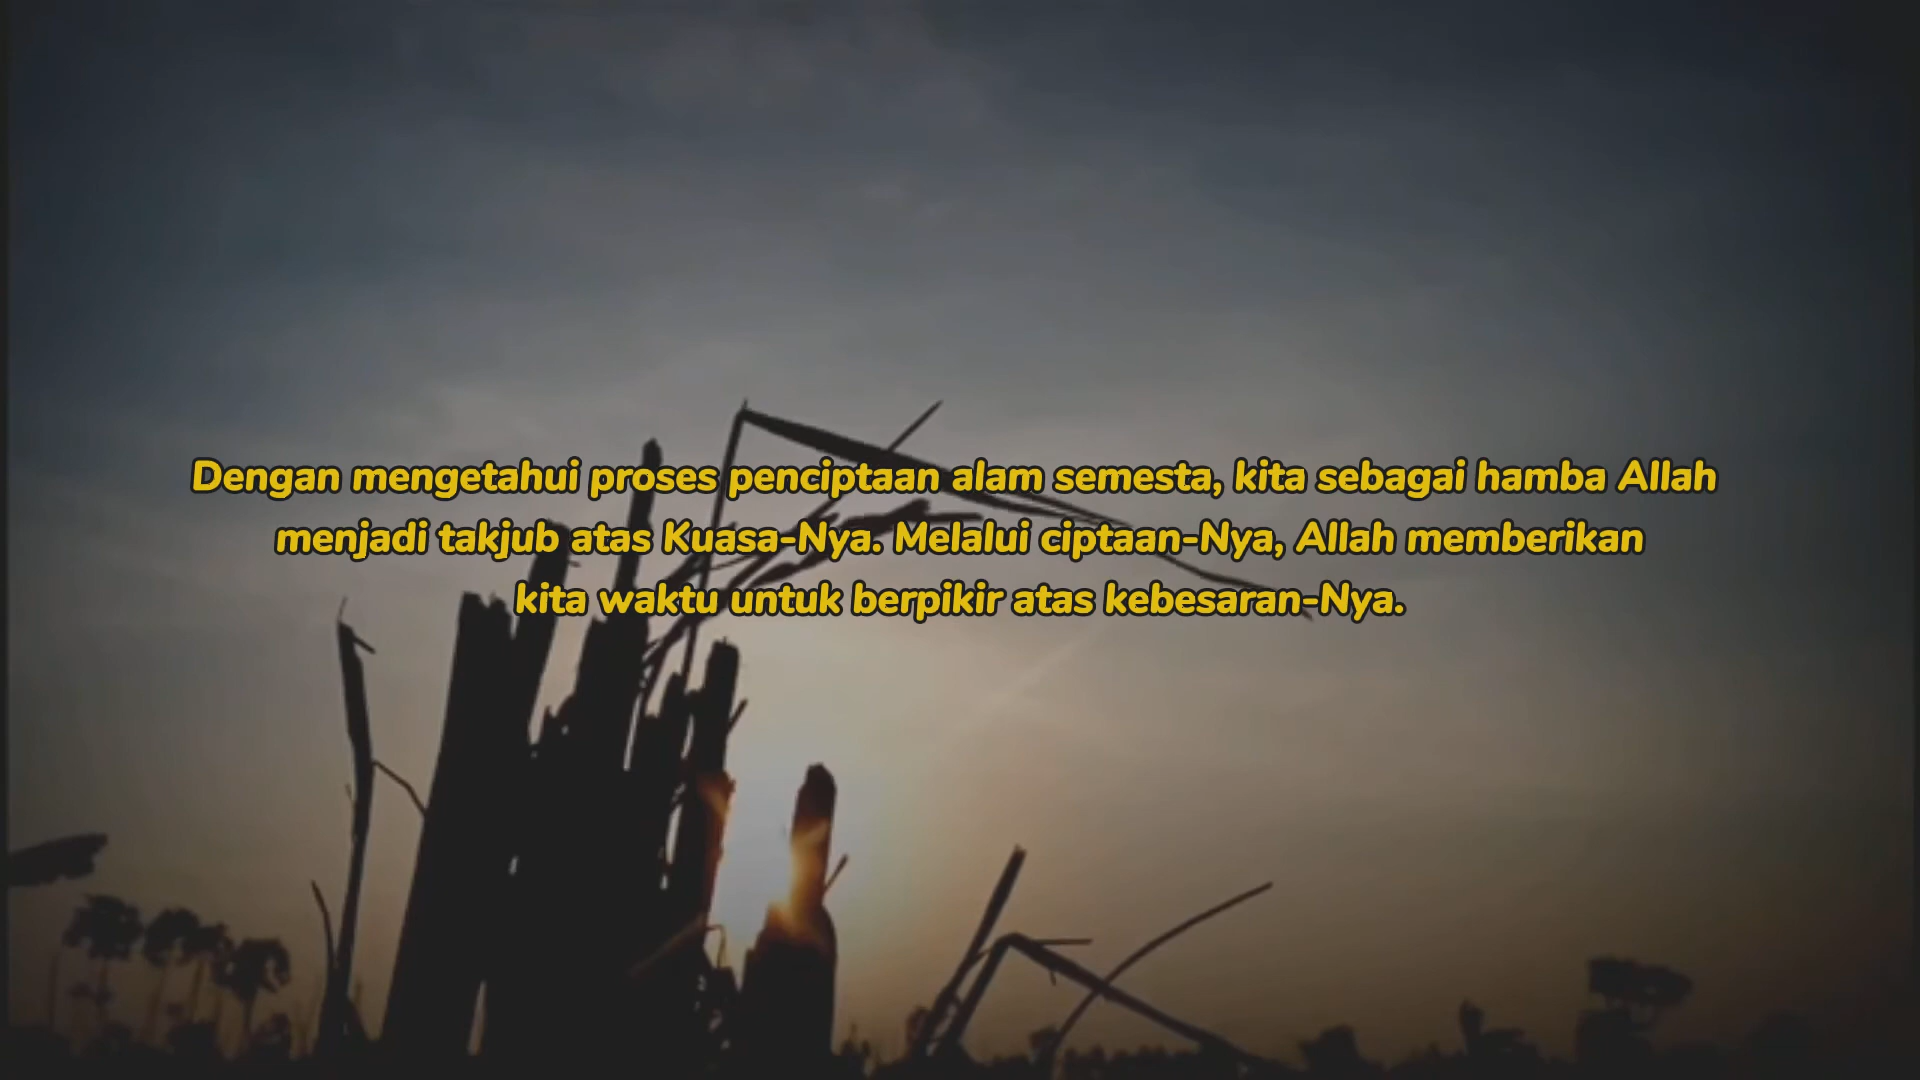 Dengan mengetahui proses penciptaan alam semesta, kita sebagai hamba Allah
menjadi takjub atas Kuasa-Nya. Melalui ciptaan-Nya, Allah memberikan
kita waktu untuk berpikir atas kebesaran-Nya.